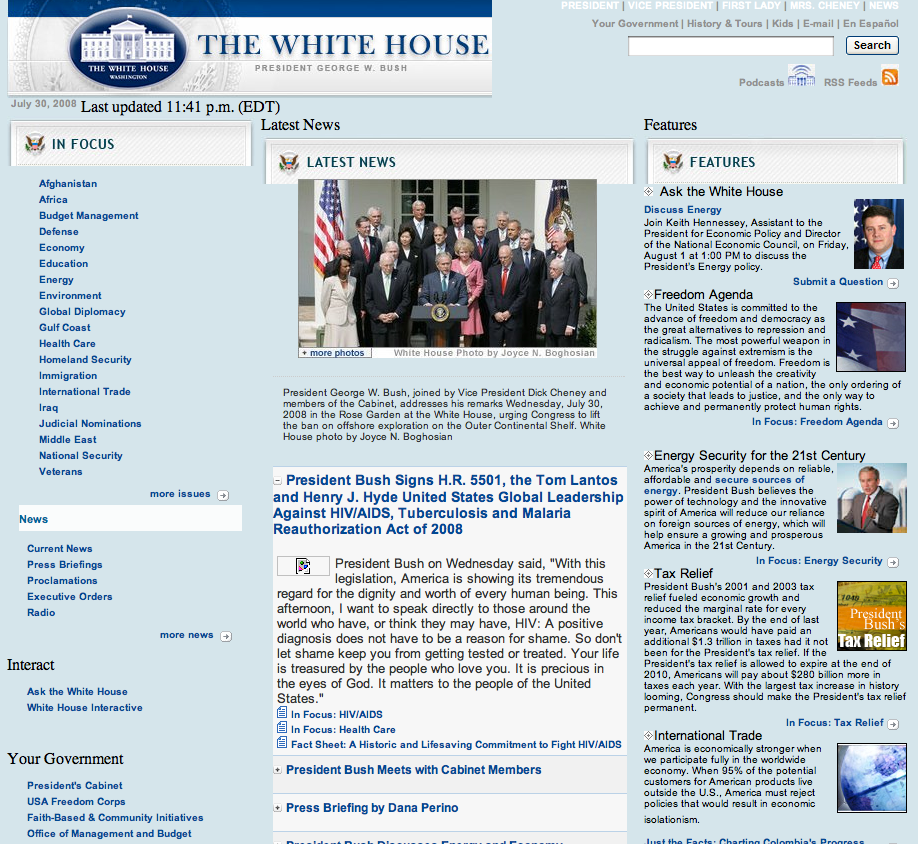 PRESIDENT | VICE PRESIDENT | FIRST LADY | MRS. CHENEY | NEWS
Your Government | History & Tours | Kids | E-mail | En Español
Search
Podcasts RSS Feeds
THE WHITE HOUSE
WASHINGTON
THE WHITE HOUSE
PRESIDENT GEORGE W. BUSH
July 30, 2008 Last updated 11:41 p.m. (EDT)
IN FOCUS
Afghanistan
Africa
Budget Management
Defense
Economy
Education
Energy
Environment
Global Diplomacy
Gulf Coast
Health Care
Homeland Security
Immigration
International Trade
Iraq
Judicial Nominations
Middle East
National Security
Veterans
more issues
News
Current News
Press Briefings
Proclamations
Executive Orders
Radio
more news
Interact
Ask the White House
White House Interactive
Your Government
President's Cabinet
USA Freedom Corps
Faith-Based & Community Initiatives
Office of Management and Budget
Latest News
LATEST NEWS
+ more photos White House Photo by Joyce N. Boghosian
President George W. Bush, joined by Vice President Dick Cheney and
members of the Cabinet, addresses his remarks Wednesday, July 30,
2008 in the Rose Garden at the White House, urging Congress to lift
the ban on offshore exploration on the Outer Continental Shelf. White
House photo by Joyce N. Boghosian
President Bush Signs H.R. 5501, the Tom Lantos
and Henry J. Hyde United States Global Leadership
Against HIV/AIDS, Tuberculosis and Malaria
Reauthorization Act of 2008
President Bush on Wednesday said, "With this
legislation, America is showing its tremendous
regard for the dignity and worth of every human being. This
afternoon, I want to speak directly to those around the
world who have, or think they may have, HIV: A positive
diagnosis does not have to be a reason for shame. So don't
let shame keep you from getting tested or treated. Your life
is treasured by the people who love you. It is precious in
the eyes of God. It matters to the people of the United
States."
In Focus: HIV/AIDS
In Focus: Health Care
Fact Sheet: A Historic and Lifesaving Commitment to Fight HIV/AIDS
President Bush Meets with Cabinet Members
Press Briefing by Dana Perino
President Bush Discusses Energy and Economy
Features
FEATURES
Ask the White House
Discuss Energy
Join Keith Hennessey, Assistant to the
President for Economic Policy and Director
of the National Economic Council, on Friday,
August 1 at 1:00 PM to discuss the
President's Energy policy.
Submit a Question
Freedom Agenda
The United States is committed to the
advance of freedom and democracy as
the great alternatives to repression and
radicalism. The most powerful weapon in
the struggle against extremism is the
universal appeal of freedom. Freedom is
the best way to unleash the creativity
and economic potential of a nation, the only ordering of
a society that leads to justice, and the only way to
achieve and permanently protect human rights.
In Focus: Freedom Agenda
Energy Security for the 21st Century
America's prosperity depends on reliable,
affordable and secure sources of
energy. President Bush believes the
power of technology and the innovative
spirit of America will reduce our reliance
on foreign sources of energy, which will
help ensure a growing and prosperous
America in the 21st Century.
In Focus: Energy Security
Tax Relief
President Bush's 2001 and 2003 tax
relief fueled economic growth and
reduced the marginal rate for every
income tax bracket. By the end of last
year, Americans would have paid an
additional $1.3 trillion in taxes had it not
been for the President's tax relief. If the
President's tax relief is allowed to expire at the end of
2010, Americans will pay about $280 billion more in
taxes each year. With the largest tax increase in history
looming, Congress should make the President's tax relief
permanent.
1040
President
Bush's
Tax Relief
In Focus: Tax Relief
International Trade
America is economically stronger when
we participate fully in the worldwide
economy. When 95% of the potential
customers for American products live
outside the U.S., America must reject
policies that would result in economic
isolationism.
Just the Facts: Charting Colombia's Progress